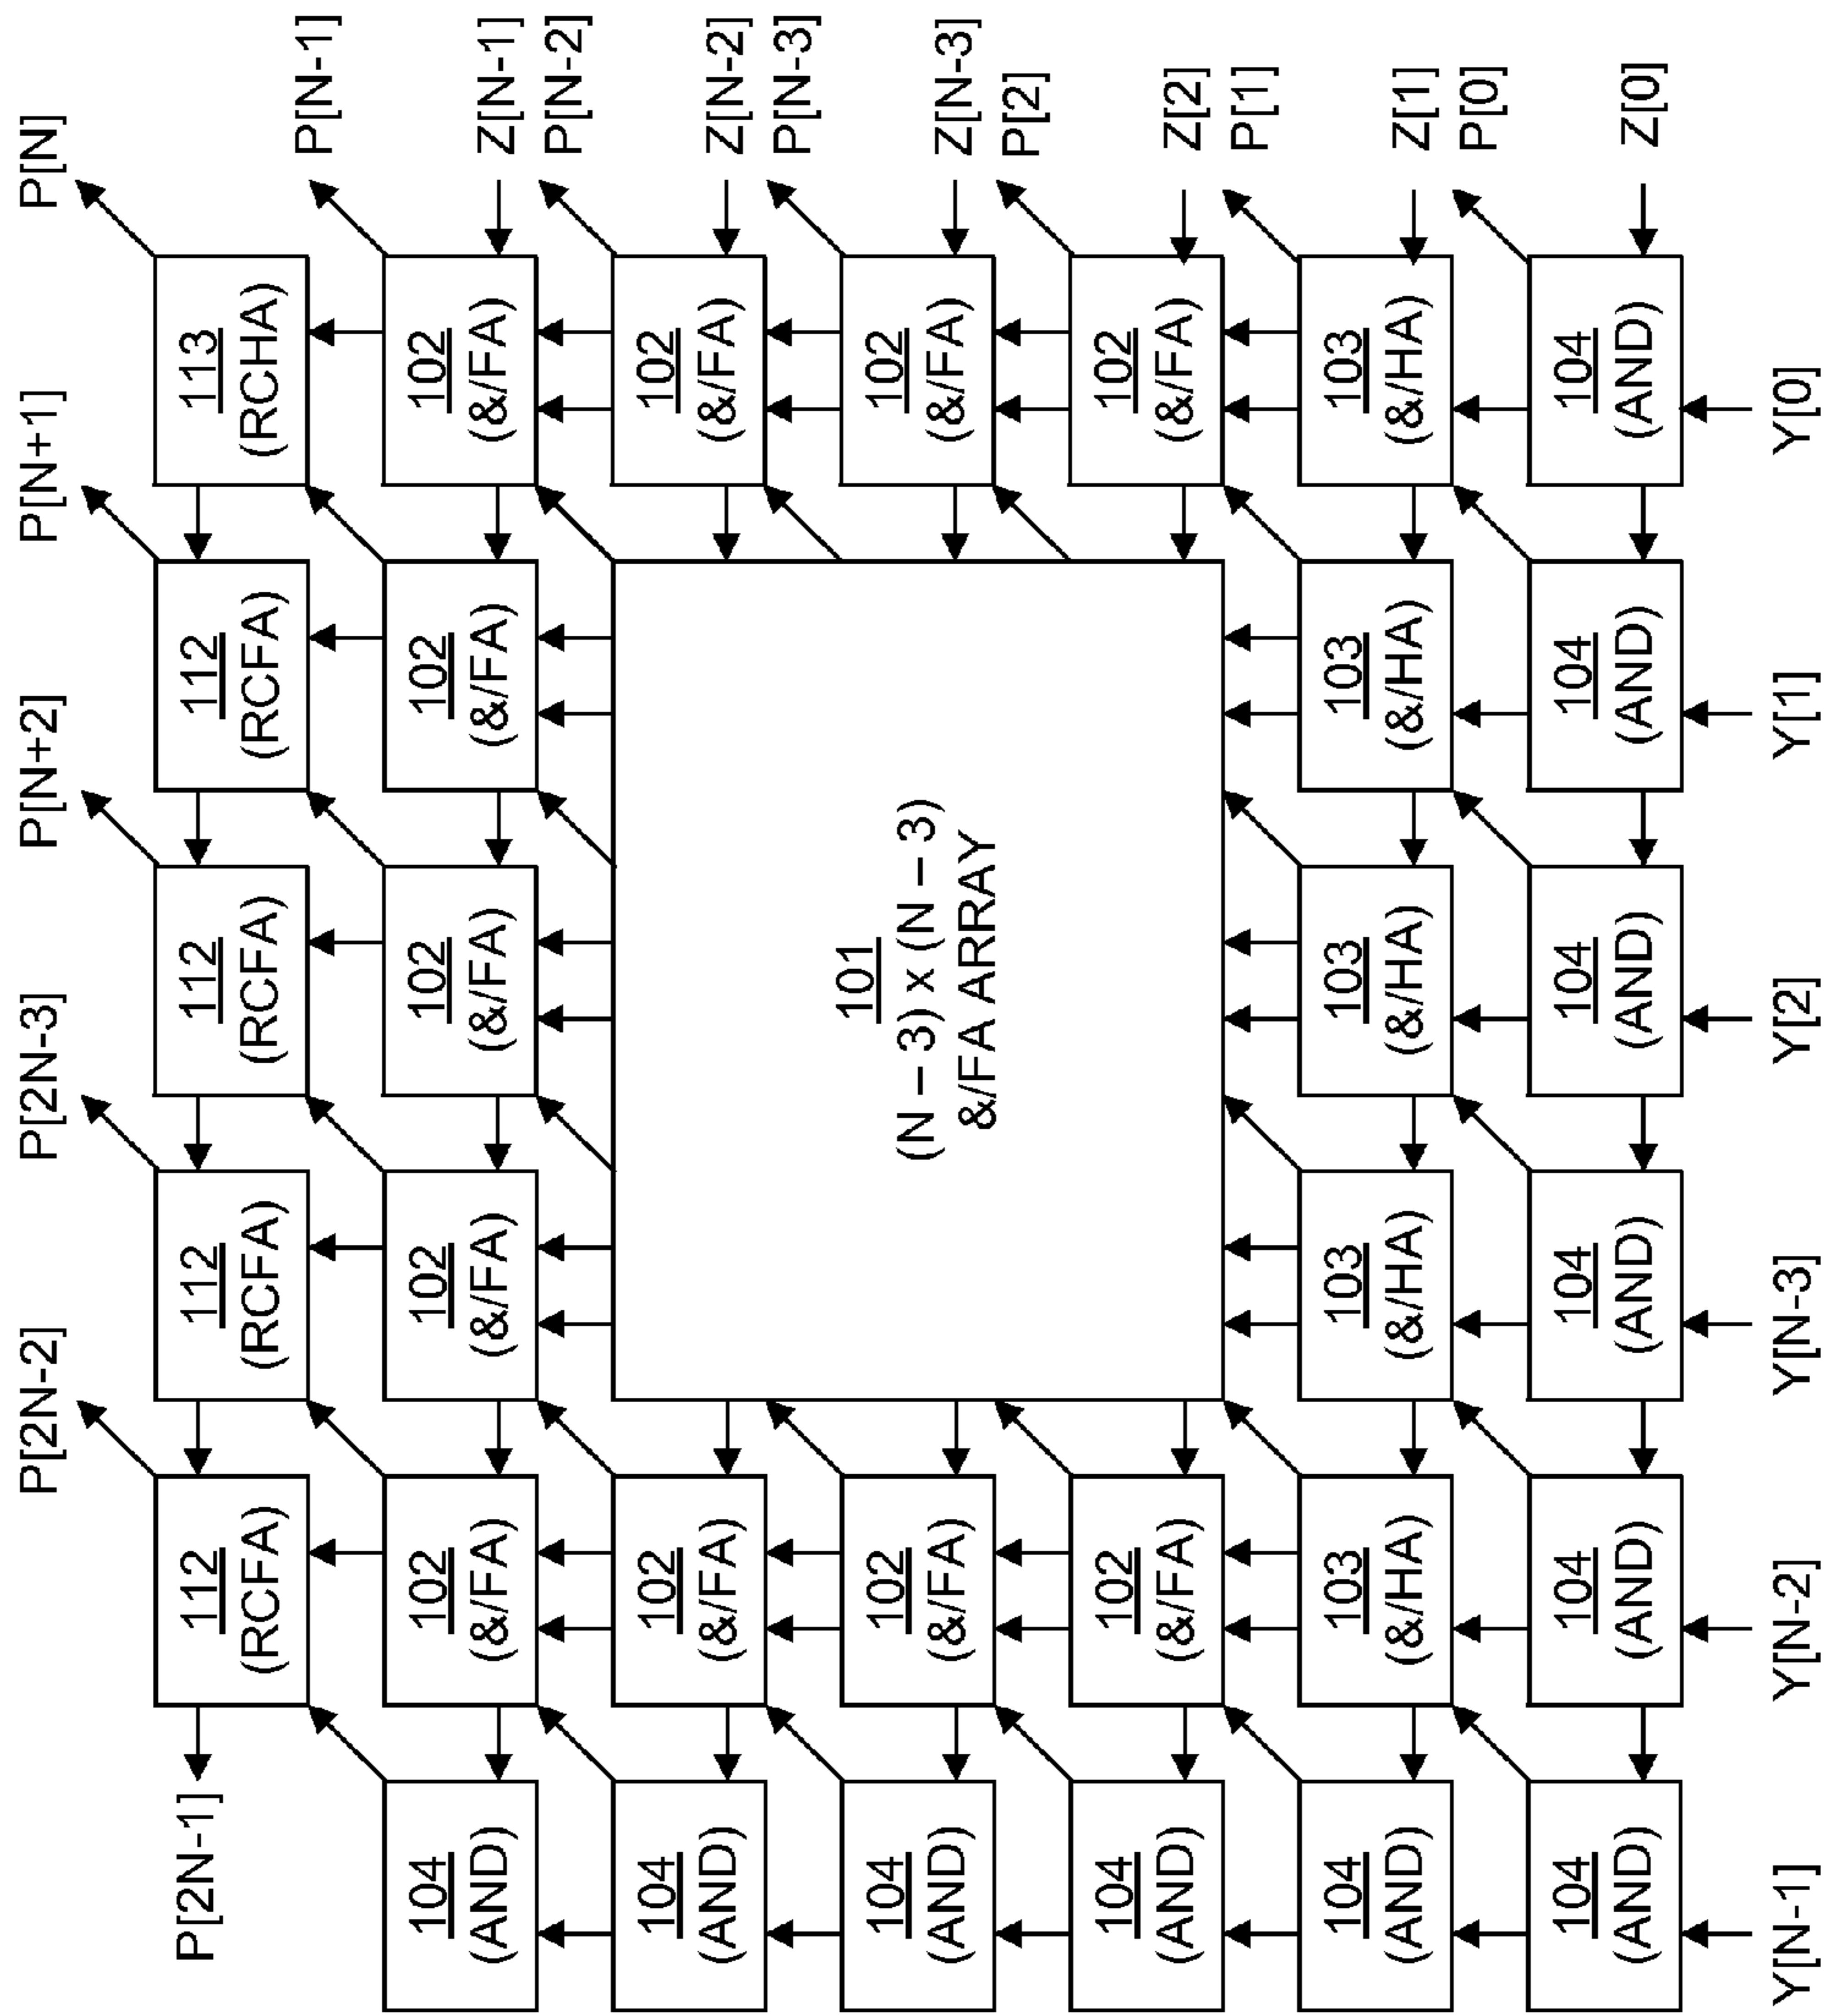 P[2N-2] P[2N-3] P[N+2] P[N+1] P[N]
P[2N-1] 112 112 112 112 113
(RCFA) (RCFA) (RCFA) (RCFA) (RCHA)
P[N-1]
104 102 102 102 102 102
(AND) (&/FA) (&/FA) (&/FA) (&/FA) (&/FA) Z[N-1]
P[N-2]
104 102 102
(AND) (&/FA) (&/FA) Z[N-2]
P[N-3]
101
(N – 3) x (N – 3)
&/FA ARRAY
104 102 102
(AND) (&/FA) (&/FA) Z[N-3]
P[2]
104 102 102
(AND) (&/FA) (&/FA) Z[2]
P[1]
104 103 103 103 103 103
(AND) (&/HA) (&/HA) (&/HA) (&/HA) (&/HA) Z[1]
P[0]
104 104 104 104 104 104
(AND) (AND) (AND) (AND) (AND) (AND) Z[0]
Y[N-1] Y[N-2] Y[N-3] Y[2] Y[1] Y[0]